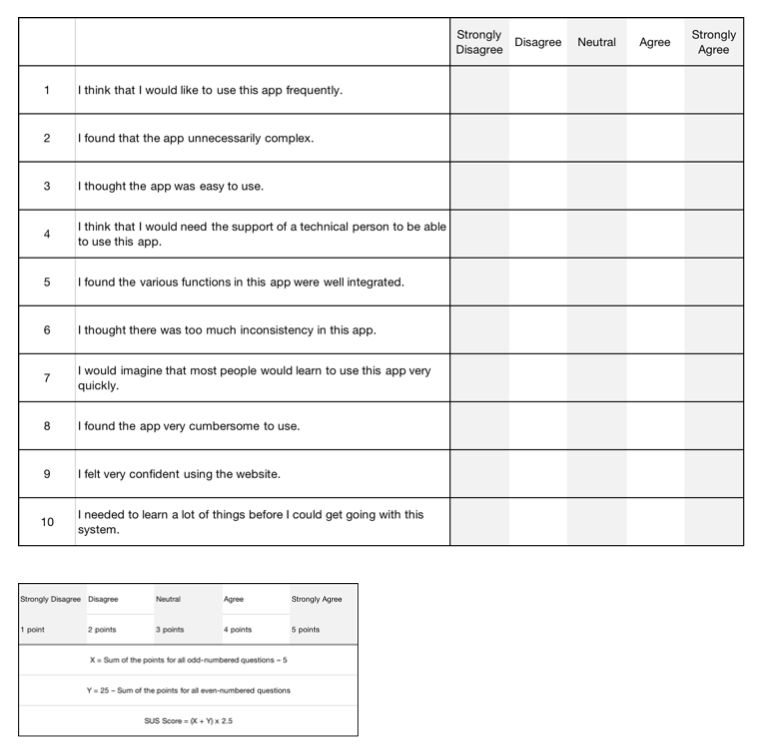 Strongly Disagree Disagree Neutral Agree Strongly Agree
1 I think that I would like to use this app frequently.
2 I found that the app unnecessarily complex.
3 I thought the app was easy to use.
4 I think that I would need the support of a technical person to be able
to use this app.
5 I found the various functions in this app were well integrated.
6 I thought there was too much inconsistency in this app.
7 I would imagine that most people would learn to use this app very
quickly.
8 I found the app very cumbersome to use.
9 I felt very confident using the website.
10 I needed to learn a lot of things before I could get going with this
system.
Strongly Disagree Disagree Neutral Agree Strongly Agree
1 point 2 points 3 points 4 points 5 points
X = Sum of the points for all odd-numbered questions – 5
Y = 25 – Sum of the points for all even-numbered questions
SUS Score = (X + Y) x 2.5